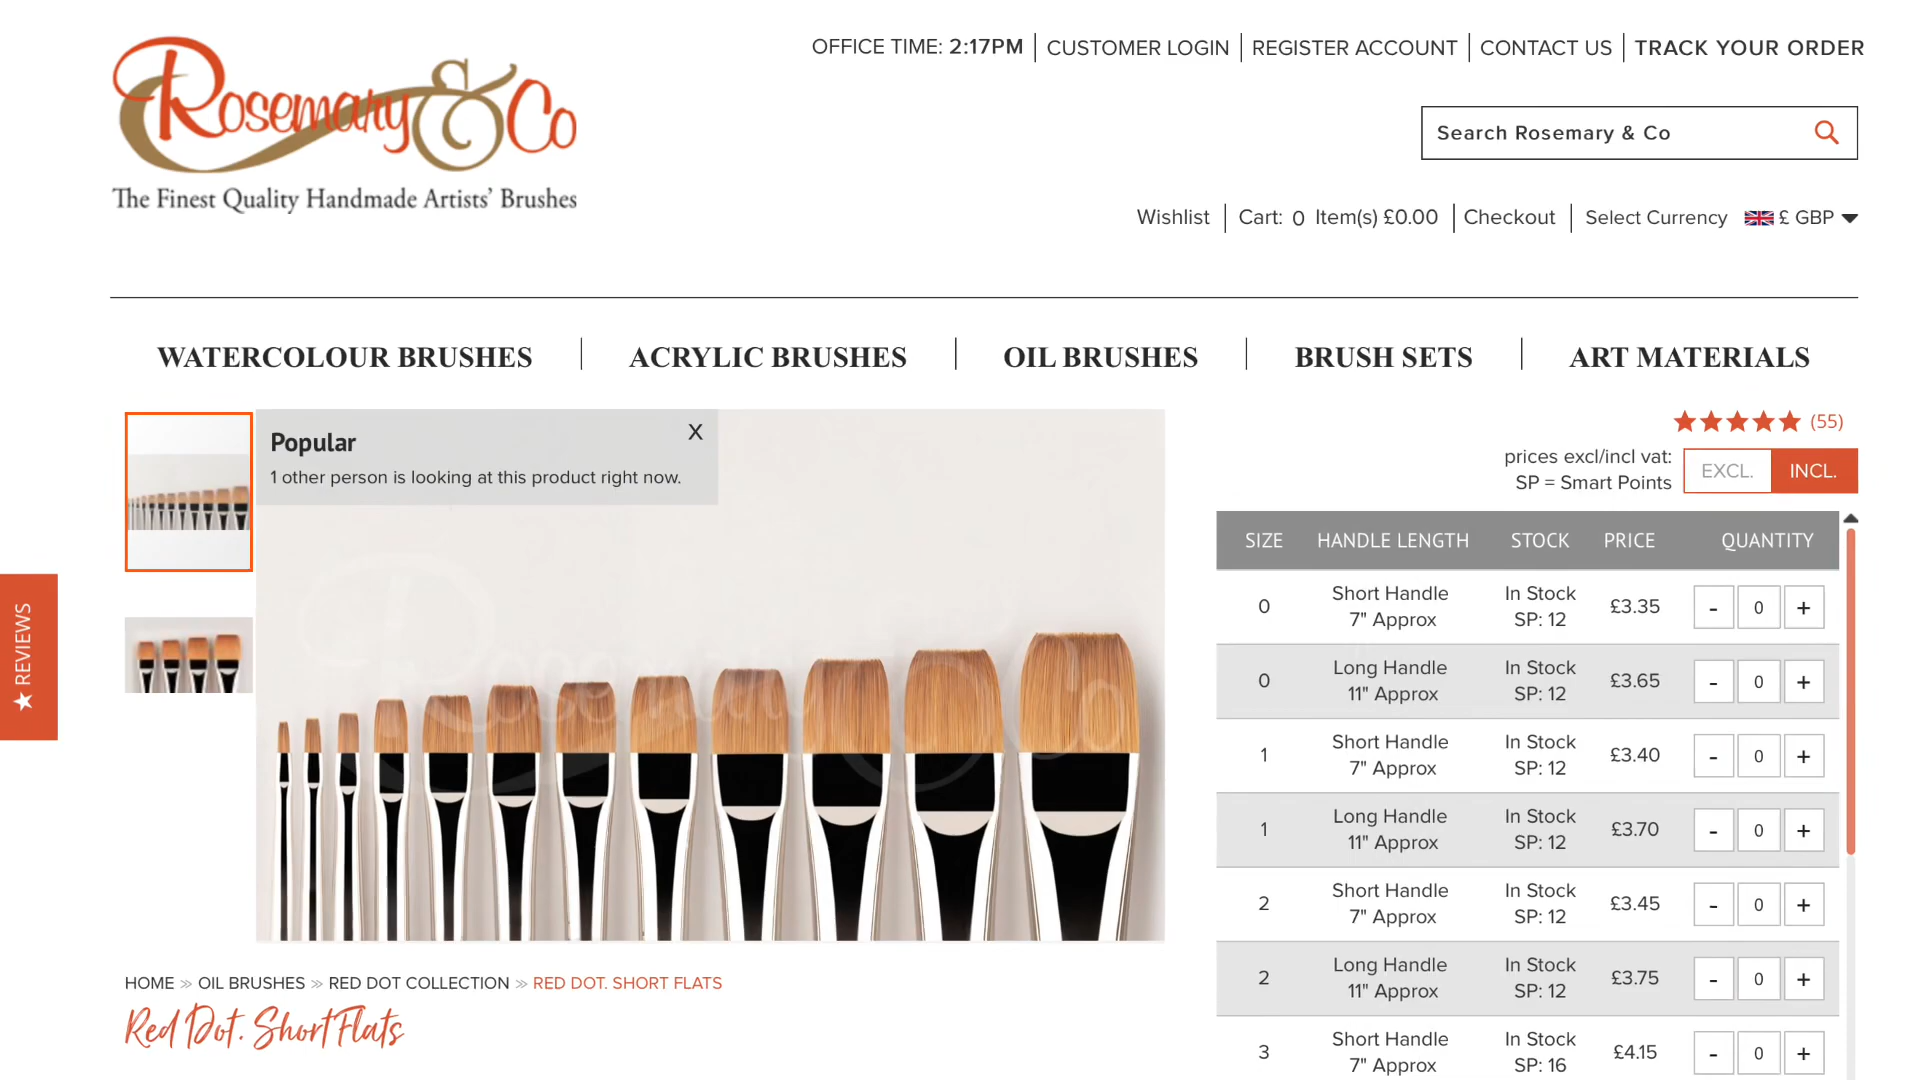 Rosemary & Co
The Finest Quality Handmade Artists' Brushes
OFFICE TIME: 2:17PM
CUSTOMER LOGIN
REGISTER ACCOUNT
CONTACT US
TRACK YOUR ORDER
Search Rosemary & Co
Wishlist
Cart: 0 Item(s) £0.00
Checkout
Select Currency
£ GBP
WATERCOLOUR BRUSHES
ACRYLIC BRUSHES
OIL BRUSHES
BRUSH SETS
ART MATERIALS
Popular
X
1 other person is looking at this product right now.
Rosemary & Co
★ REVIEWS
HOME » OIL BRUSHES » RED DOT COLLECTION » RED DOT. SHORT FLATS
Red Dot. Short Flats
(55)
prices excl/incl vat:
SP = Smart Points
EXCL.
INCL.
SIZE HANDLE LENGTH STOCK PRICE QUANTITY
0 Short Handle 7" Approx In Stock SP: 12 £3.35 - 0 +
0 Long Handle 11" Approx In Stock SP: 12 £3.65 - 0 +
1 Short Handle 7" Approx In Stock SP: 12 £3.40 - 0 +
1 Long Handle 11" Approx In Stock SP: 12 £3.70 - 0 +
2 Short Handle 7" Approx In Stock SP: 12 £3.45 - 0 +
2 Long Handle 11" Approx In Stock SP: 12 £3.75 - 0 +
3 Short Handle 7" Approx In Stock SP: 16 £4.15 - 0 +